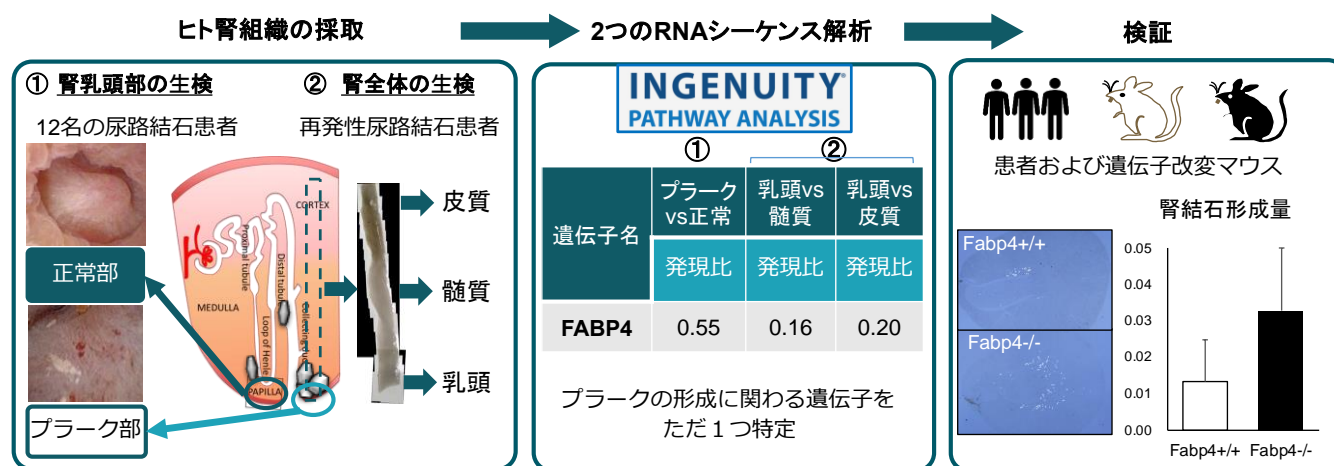 ヒト腎組織の採取
2つのRNAシーケンス解析
検証
① 腎乳頭部の生検
12名の尿路結石患者
正常部
プラーク部
② 腎全体の生検
再発性尿路結石患者
CORTEX
Proximal tubule
Distal tubule
MEDULLA
Loop of Henle
Collecting duct
PAPILLA
皮質
髄質
乳頭
INGENUITY®
PATHWAY ANALYSIS
① ②
遺伝子名 プラークvs正常 乳頭vs髄質 乳頭vs皮質
発現比 発現比 発現比
FABP4 0.55 0.16 0.20
プラークの形成に関わる遺伝子を
ただ１つ特定
患者および遺伝子改変マウス
腎結石形成量
Fabp4+/+
Fabp4-/-
0.05
0.04
0.03
0.02
0.01
0.00
Fabp4+/+ Fabp4-/-